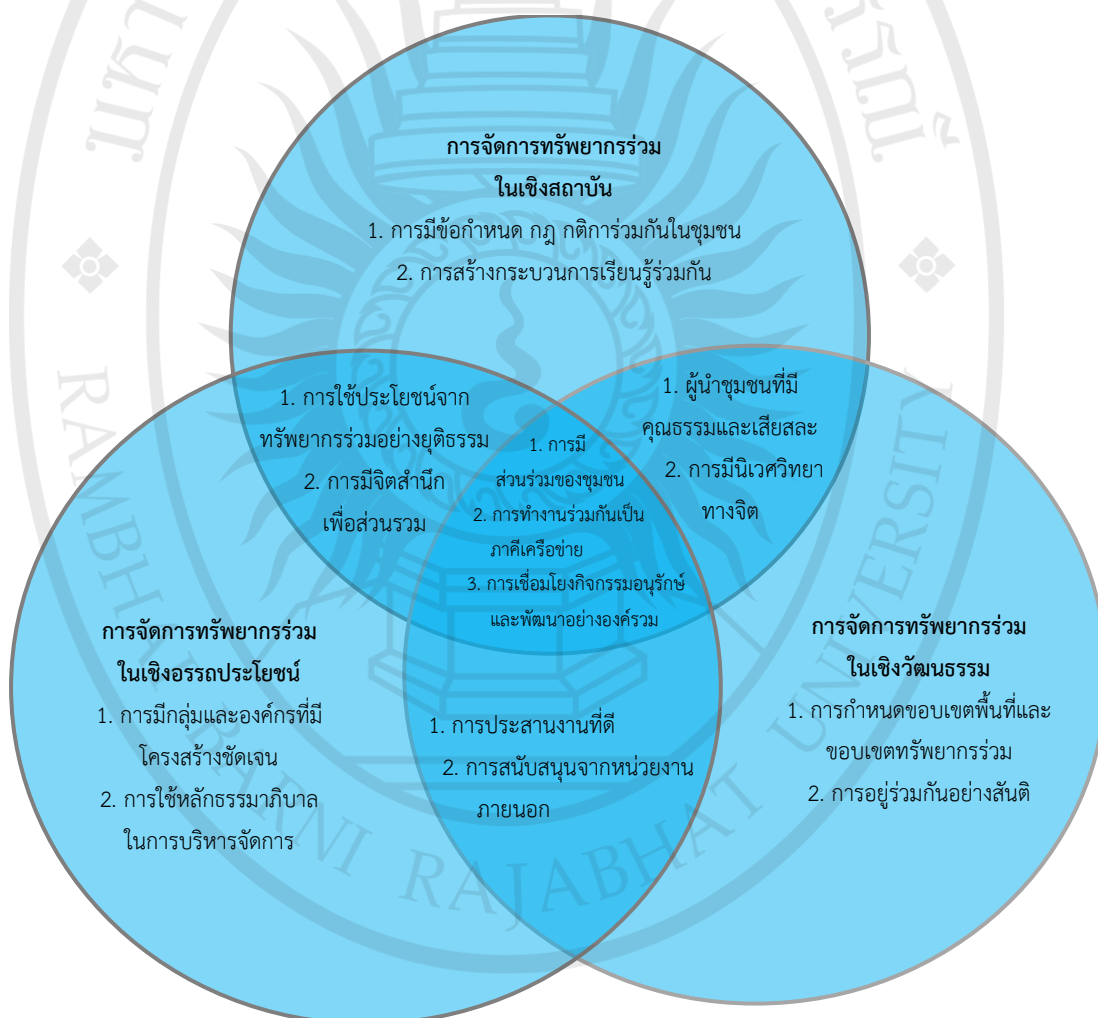 การจัดการทรัพยากรร่วม
ในเชิงสถาบัน
1. การมีข้อกำหนด กฎ กติการ่วมกันในชุมชน
2. การสร้างกระบวนการเรียนรู้ร่วมกัน
1. การใช้ประโยชน์จาก
ทรัพยากรร่วมอย่างยุติธรรม
2. การมีจิตสำนึก
เพื่อส่วนรวม
1. การมี
ส่วนร่วมของชุมชน
2. การทำงานร่วมกันเป็น
ภาคีเครือข่าย
3. การเชื่อมโยงกิจกรรมอนุรักษ์
และพัฒนาอย่างองค์รวม
1. ผู้นำชุมชนที่มี
คุณธรรมและเสียสละ
2. การมีนิเวศวิทยา
ทางจิต
การจัดการทรัพยากรร่วม
ในเชิงอรรถประโยชน์
1. การมีกลุ่มและองค์กรที่มี
โครงสร้างชัดเจน
2. การใช้หลักธรรมาภิบาล
ในการบริหารจัดการ
1. การประสานงานที่ดี
2. การสนับสนุนจากหน่วยงาน
ภายนอก
การจัดการทรัพยากรร่วม
ในเชิงวัฒนธรรม
1. การกำหนดขอบเขตพื้นที่และ
ขอบเขตทรัพยากรร่วม
2. การอยู่ร่วมกันอย่างสันติ
RAMBHAI BARNI RAJABHAT UNIVERSITY